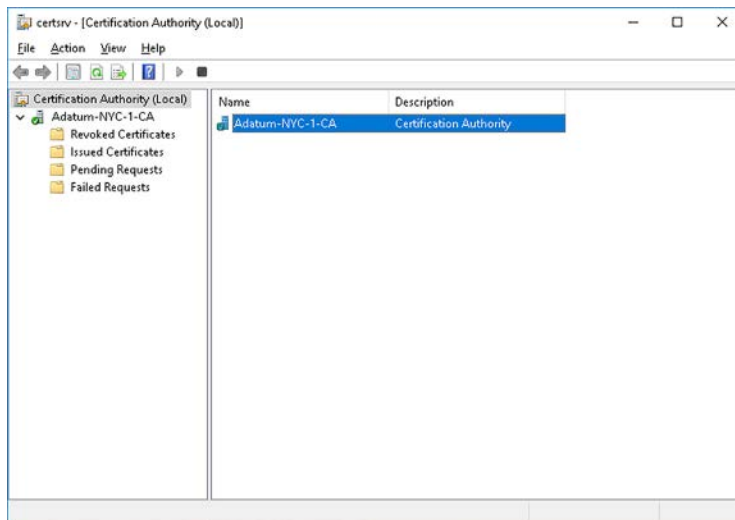 certsrv - [Certification Authority (Local)]
File Action View Help
Certification Authority (Local)
Adatum-NYC-1-CA
Revoked Certificates
Issued Certificates
Pending Requests
Failed Requests
Name Description
Adatum-NYC-1-CA Certification Authority